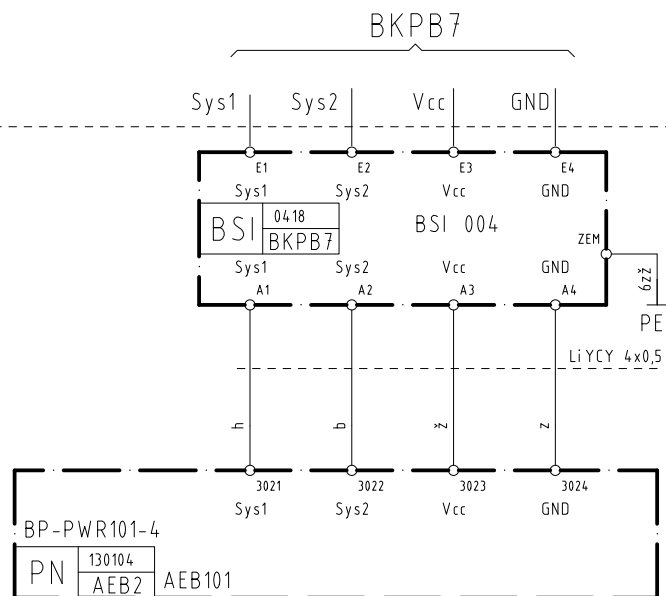 BKPB7
Sys1 Sys2 Vcc GND
E1 E2 E3 E4
Sys1 Sys2 Vcc GND
BSI 0418 BKPB7
BSI 004
ZEM
Sys1 Sys2 Vcc GND
A1 A2 A3 A4
žz9
PE
LiYCY 4x0,5
h b ž z
3021 3022 3023 3024
Sys1 Sys2 Vcc GND
BP-PWR101-4
PN 130104 AEB2
AEB101